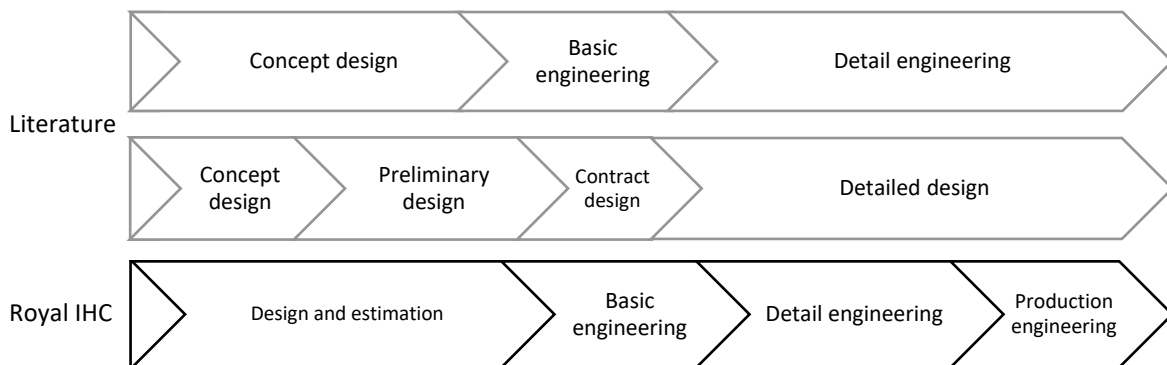 Literature
Concept design
Basic
engineering
Detail engineering
Concept
design
Preliminary
design
Contract
design
Detailed design
Royal IHC
Design and estimation
Basic
engineering
Detail engineering
Production
engineering